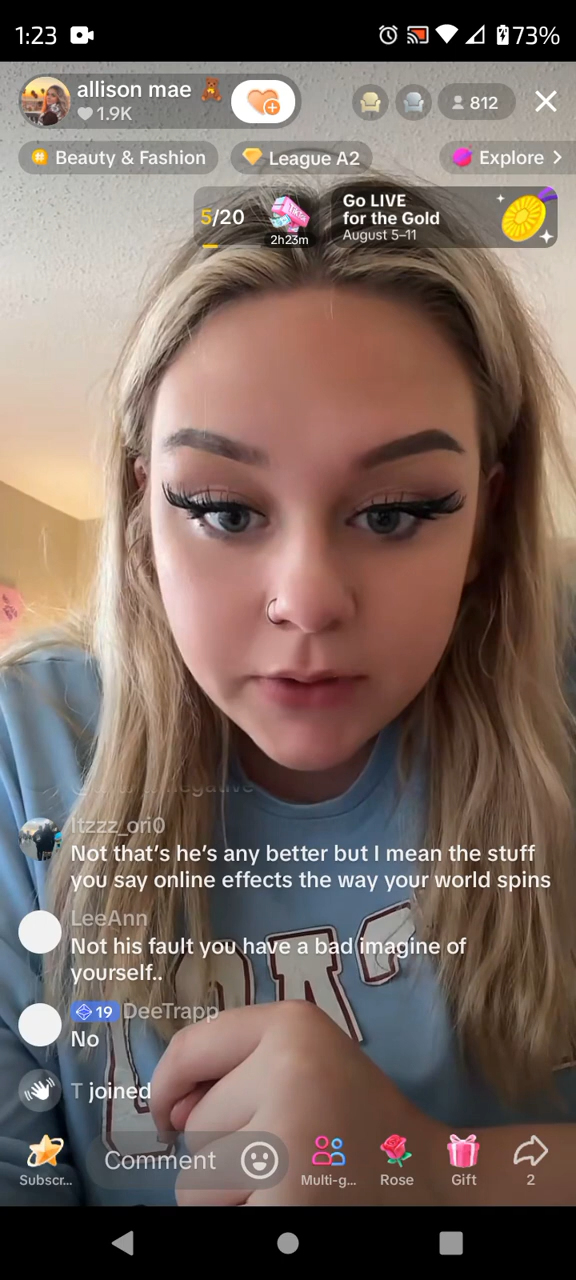 1:23
73%
allison mae 🧸
1.9K
812
Beauty & Fashion
League A2
Explore >
5/20
TikTok
2h23m
Go LIVE
for the Gold
August 5–11
negative
Itzzz_ori0
Not that’s he’s any better but I mean the stuff
you say online effects the way your world spins
LeeAnn
Not his fault you have a bad imagine of
yourself..
19 DeeTrapp
No
T joined
Comment
Subscr...
Multi-g...
Rose
Gift
2